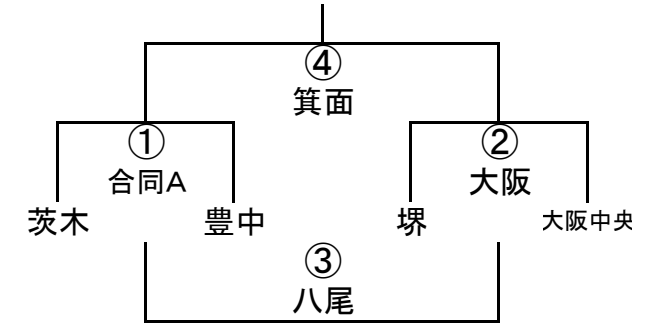 ④
箕面
①
②
合同A
大阪
茨木
豊中
堺
大阪中央
③
八尾